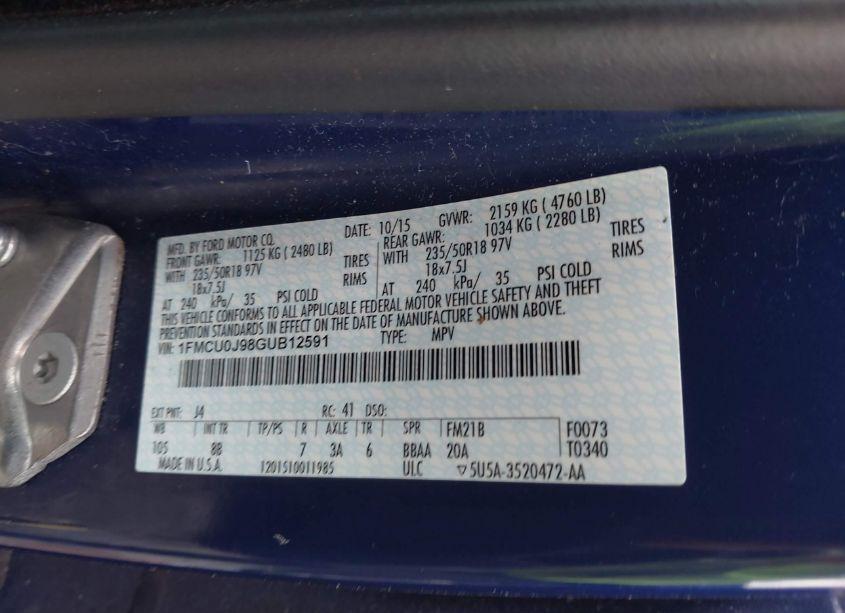 MFD. BY FORD MOTOR CO. DATE: 10/15 GVWR: 2159 KG ( 4760 LB)
FRONT GAWR: 1125 KG ( 2480 LB) REAR GAWR: 1034 KG ( 2280 LB)
WITH 235/50R18 97V TIRES WITH 235/50R18 97V TIRES
18x7.5J RIMS 18x7.5J RIMS
AT 240 kPa/ 35 PSI COLD AT 240 kPa/ 35 PSI COLD
THIS VEHICLE CONFORMS TO ALL APPLICABLE FEDERAL MOTOR VEHICLE SAFETY AND THEFT
PREVENTION STANDARDS IN EFFECT ON THE DATE OF MANUFACTURE SHOWN ABOVE.
VIN: 1FMCU0J98GUB12591 TYPE: MPV
EXT PNT: J4 RC: 41 DSO:
WB INT TR TP/PS R AXLE TR SPR FM21B F0073
105 8B 7 3A 6 BBAA 20A T0340
MADE IN U.S.A. 1201510011985 ULC ▽5U5A-3520472-AA